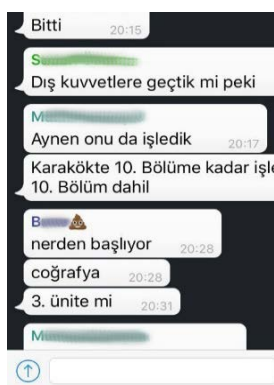 Bitti
20:15
S
Dış kuvvetlere geçtik mi peki
M
Aynen onu da işledik
20:17
Karakökte 10. Bölüme kadar
10. Bölüm dahil
B
nerden başlıyor
20:28
coğrafya
20:28
3. ünite mi
20:31
M